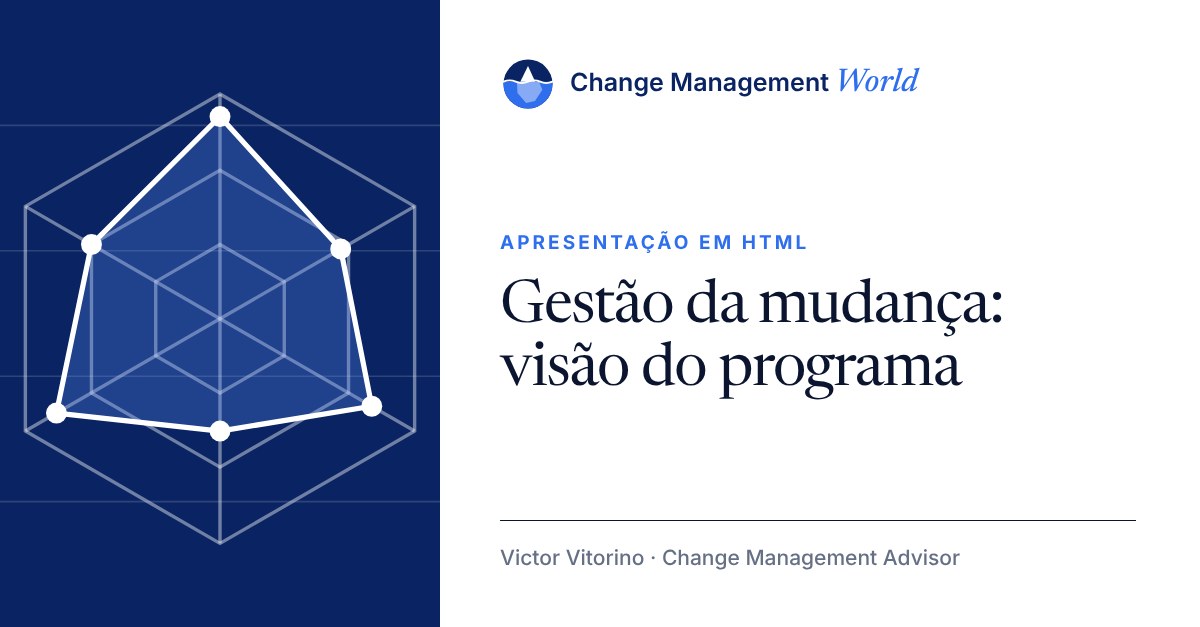 Change Management World
APRESENTAÇÃO EM HTML
Gestão da mudança:
visão do programa
Victor Vitorino · Change Management Advisor